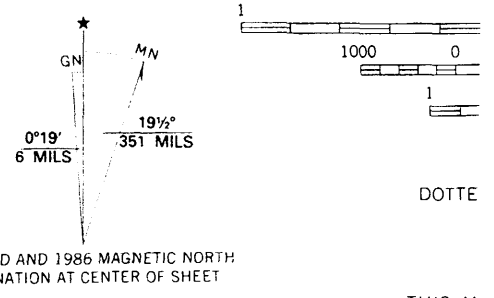 ★
GN
MN
0°19'
6 MILS
19½°
351 MILS
1
1000 0
1
DOTTE
D AND 1986 MAGNETIC NORTH
NATION AT CENTER OF SHEET